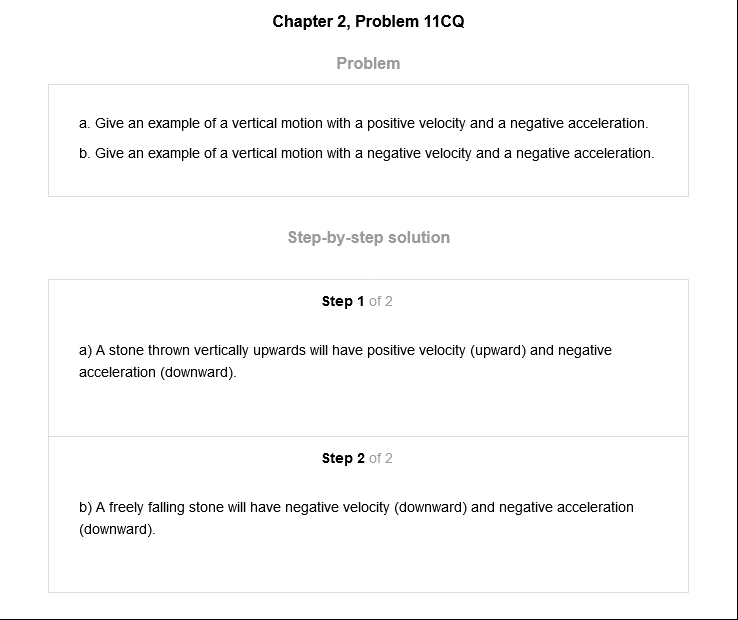 Chapter 2, Problem 11CQ
Problem
a. Give an example of a vertical motion with a positive velocity and a negative acceleration.
b. Give an example of a vertical motion with a negative velocity and a negative acceleration.
Step-by-step solution
Step 1 of 2
a) A stone thrown vertically upwards will have positive velocity (upward) and negative
acceleration (downward).
Step 2 of 2
b) A freely falling stone will have negative velocity (downward) and negative acceleration
(downward).